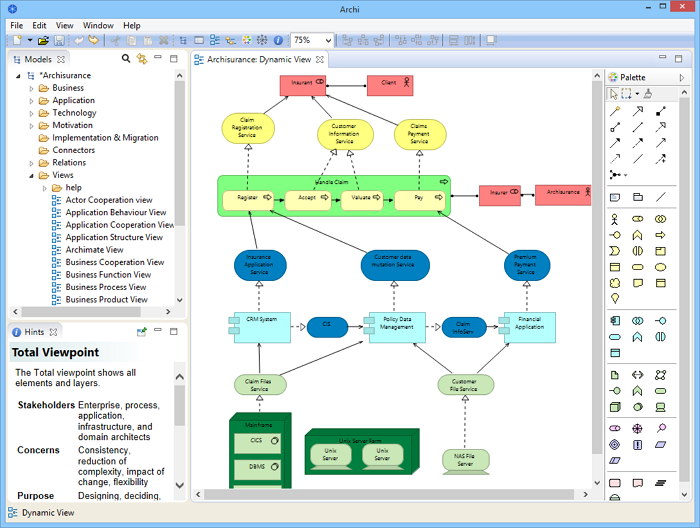 Archi
File Edit View Window Help
75%
Models
*Archisurance
Business
Application
Technology
Motivation
Implementation & Migration
Connectors
Relations
Views
help
Actor Cooperation view
Application Behaviour View
Application Cooperation View
Application Structure View
Archimate View
Business Cooperation View
Business Function View
Business Process View
Business Product View
Hints
Total Viewpoint
The Total viewpoint shows all
elements and layers.
Stakeholders Enterprise, process,
application,
infrastructure, and
domain architects
Concerns Consistency,
reduction of
complexity, impact of
change, flexibility
Purpose Designing, deciding,
Archisurance: Dynamic View
Insurant
Client
Claim
Registration
Service
Customer
Information
Service
Claims
Payment
Service
Handle Claim
Register
Accept
Valuate
Pay
Insurer
Archisurance
Insurance
Application
Service
Customer data
mutation Service
Premium
Payment
Service
CRM System
CIS
Policy Data
Management
Claim
InfoServ
Financial
Application
Claim Files
Service
Customer
File Service
Mainframe
CICS
DBMS
Unix Server Farm
Unix
Server
Unix
Server
NAS File
Server
Palette
Dynamic View